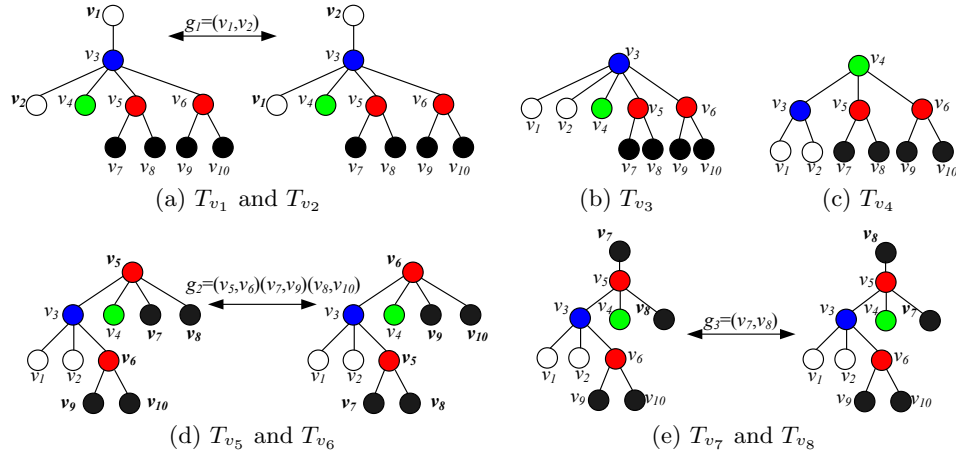 v1 g1=(v1,v2) v2
v3 v3
v2 v4 v5 v6 v1 v4 v5 v6
v7 v8 v9 v10 v7 v8 v9 v10
(a) Tv1 and Tv2
v3
v1 v2 v4 v5 v6
v7 v8 v9 v10
(b) Tv3
v4
v3 v5 v6
v1 v2 v7 v8 v9 v10
(c) Tv4
v5 g2=(v5,v6)(v7,v9)(v8,v10) v6
v3 v4 v7 v8 v3 v4 v9 v10
v1 v2 v6 v1 v2 v5
v9 v10 v7 v8
(d) Tv5 and Tv6
v7 v8
v5 v5
v3 v4 v8 g3=(v7,v8) v3 v4 v7
v1 v2 v6 v1 v2 v6
v9 v10 v9 v10
(e) Tv7 and Tv8